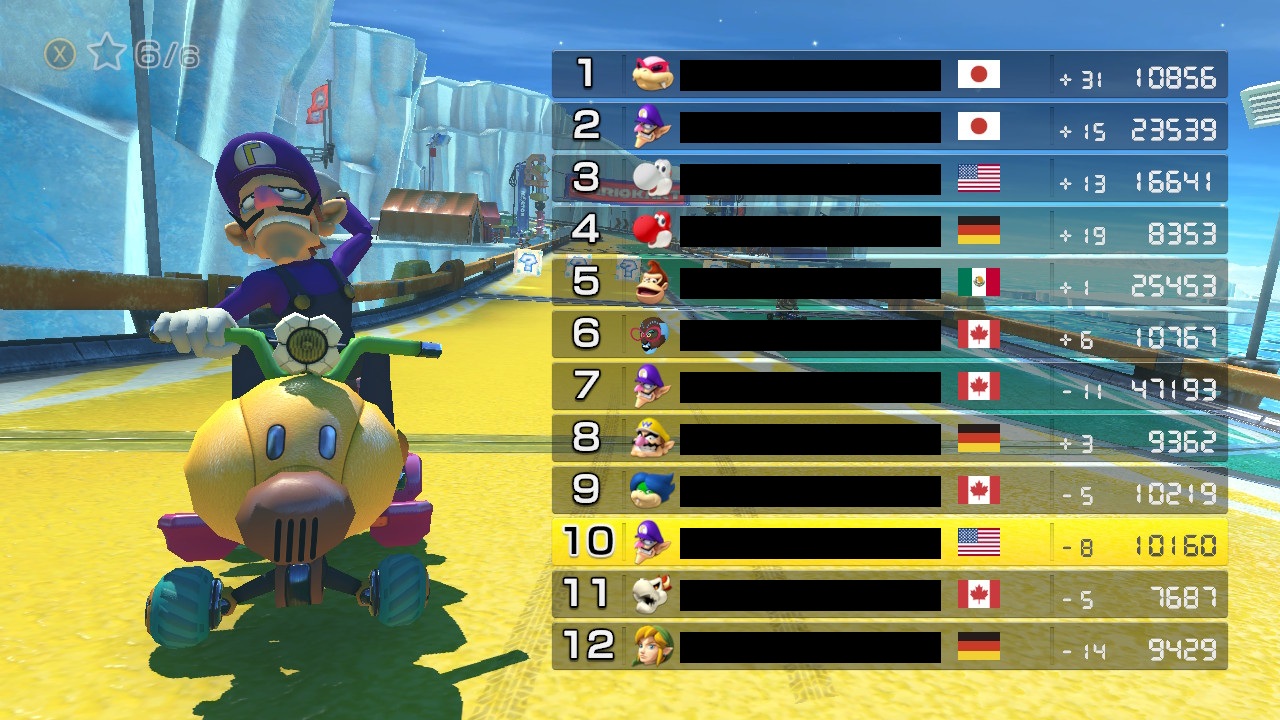 X 6/6
1 + 31 10856
2 + 15 23539
3 + 13 16641
4 + 19 8353
5 + 1 25453
6 + 6 10767
7 - 11 47193
8 + 3 9362
9 - 5 10219
10 - 8 10160
11 - 5 7687
12 - 14 9429